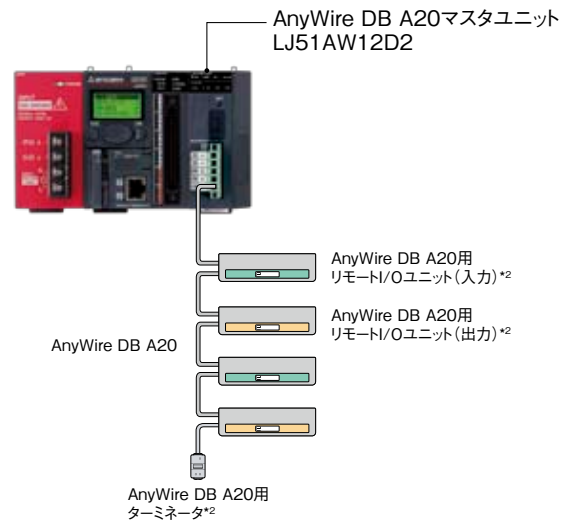 AnyWire DB A20マスタユニット
LJ51AW12D2
AnyWire DB A20用
リモートI/Oユニット（入力）*2
AnyWire DB A20用
リモートI/Oユニット（出力）*2
AnyWire DB A20
AnyWire DB A20用
ターミネータ*2